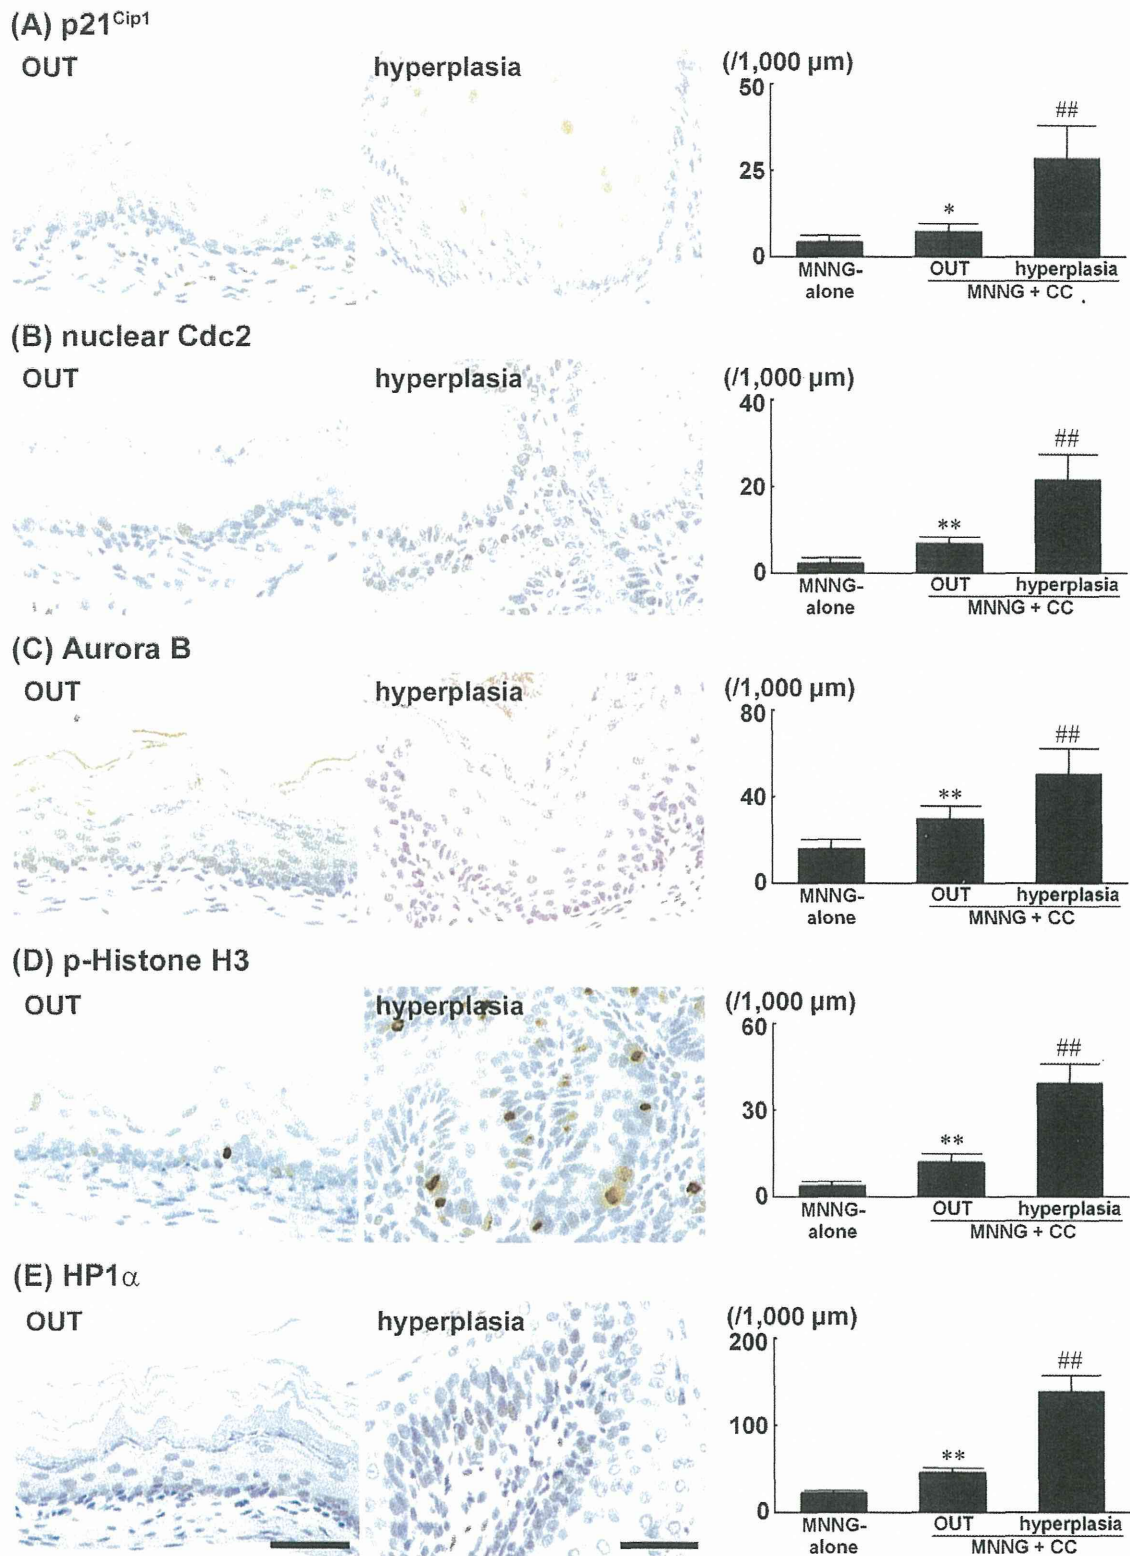 (A) p21Cip1
OUT
hyperplasia
(/1,000 µm)
50
25
0
*
##
MNNG-alone
OUT
hyperplasia
MNNG + CC
(B) nuclear Cdc2
OUT
hyperplasia
(/1,000 µm)
40
20
0
**
##
MNNG-alone
OUT
hyperplasia
MNNG + CC
(C) Aurora B
OUT
hyperplasia
(/1,000 µm)
80
40
0
**
##
MNNG-alone
OUT
hyperplasia
MNNG + CC
(D) p-Histone H3
OUT
hyperplasia
(/1,000 µm)
60
30
0
**
##
MNNG-alone
OUT
hyperplasia
MNNG + CC
(E) HP1α
OUT
hyperplasia
(/1,000 µm)
200
100
0
**
##
MNNG-alone
OUT
hyperplasia
MNNG + CC